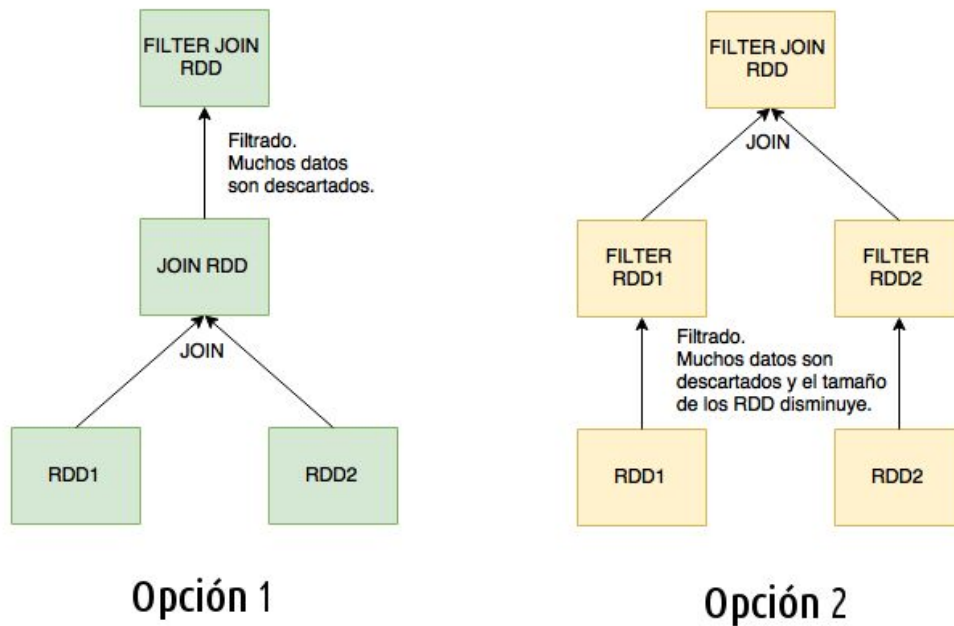 FILTER JOIN
RDD
Filtrado.
Muchos datos
son descartados.
JOIN RDD
JOIN
RDD1
RDD2
Opción 1
FILTER JOIN
RDD
JOIN
FILTER
RDD1
FILTER
RDD2
Filtrado.
Muchos datos son
descartados y el tamaño
de los RDD disminuye.
RDD1
RDD2
Opción 2